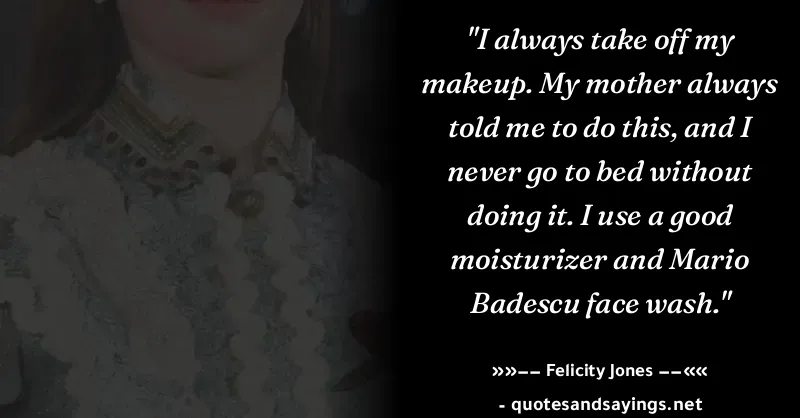 "I always take off my
makeup. My mother always
told me to do this, and I
never go to bed without
doing it. I use a good
moisturizer and Mario
Badescu face wash."
»»−− Felicity Jones −−««
- quotesandsayings.net